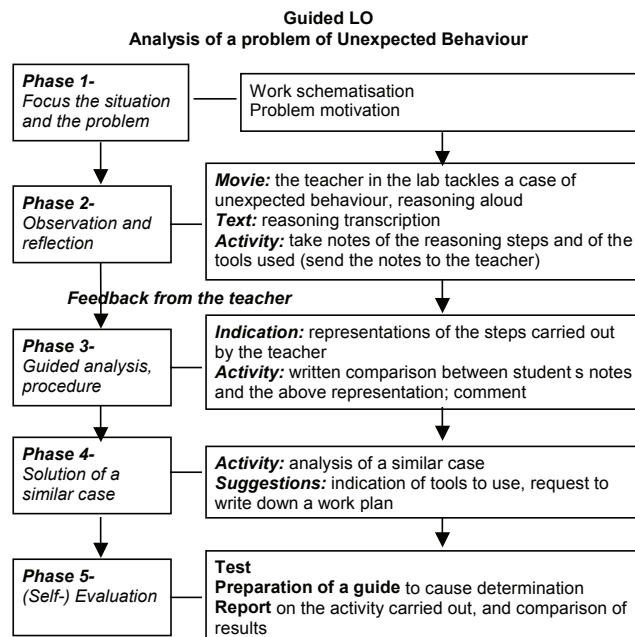 Guided LO
Analysis of a problem of Unexpected Behaviour
Phase 1-
Focus the situation
and the problem
Work schematisation
Problem motivation
Phase 2-
Observation and
reflection
Movie: the teacher in the lab tackles a case of
unexpected behaviour, reasoning aloud
Text: reasoning transcription
Activity: take notes of the reasoning steps and of the
tools used (send the notes to the teacher)
Feedback from the teacher
Phase 3-
Guided analysis,
procedure
Indication: representations of the steps carried out
by the teacher
Activity: written comparison between student s notes
and the above representation; comment
Phase 4-
Solution of a
similar case
Activity: analysis of a similar case
Suggestions: indication of tools to use, request to
write down a work plan
Phase 5-
(Self-) Evaluation
Test
Preparation of a guide to cause determination
Report on the activity carried out, and comparison of
results